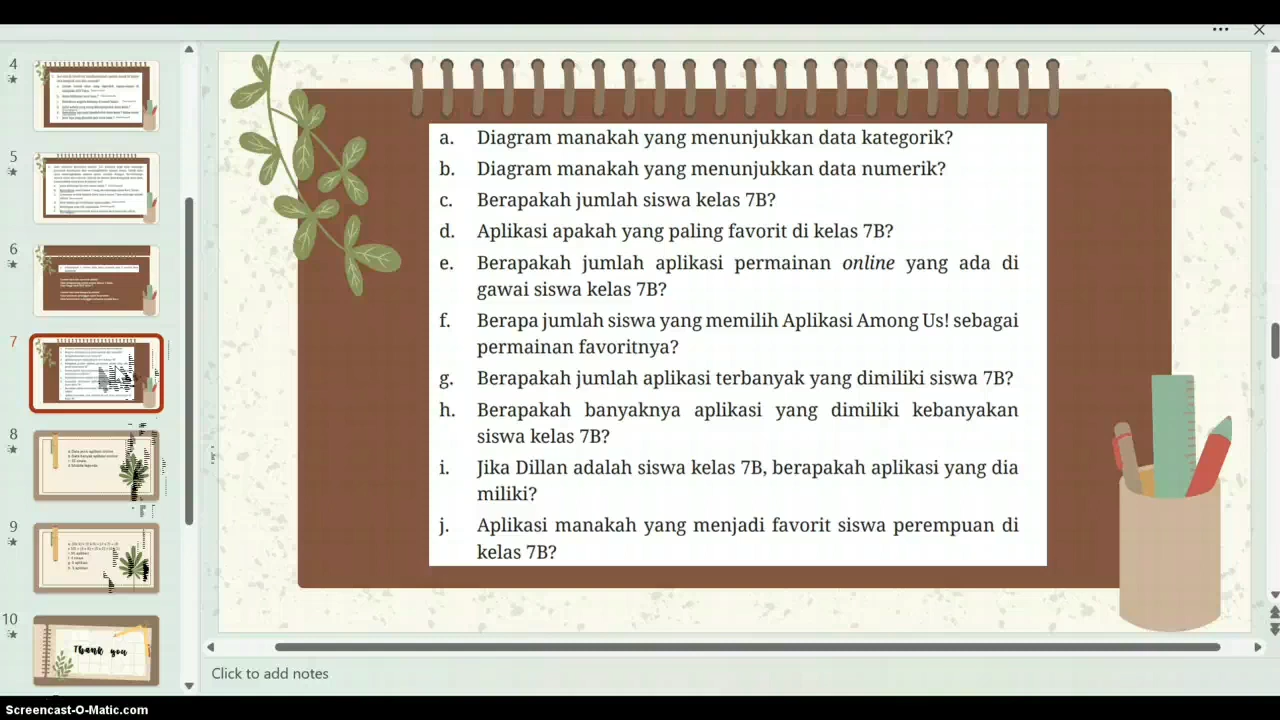 a. Diagram manakah yang menunjukkan data kategorik?
b. Diagram manakah yang menunjukkan data numerik?
c. Berapakah jumlah siswa kelas 7B?
d. Aplikasi apakah yang paling favorit di kelas 7B?
e. Berapakah jumlah aplikasi permainan online yang ada di
gawai siswa kelas 7B?
f. Berapa jumlah siswa yang memilih Aplikasi Among Us! sebagai
permainan favoritnya?
g. Berapakah jumlah aplikasi terbanyak yang dimiliki siswa 7B?
h. Berapakah banyaknya aplikasi yang dimiliki kebanyakan
siswa kelas 7B?
i. Jika Dillan adalah siswa kelas 7B, berapakah aplikasi yang dia
miliki?
j. Aplikasi manakah yang menjadi favorit siswa perempuan di
kelas 7B?
4
5
6
7
8
9
10
Thank you
Click to add notes
Screencast-O-Matic.com